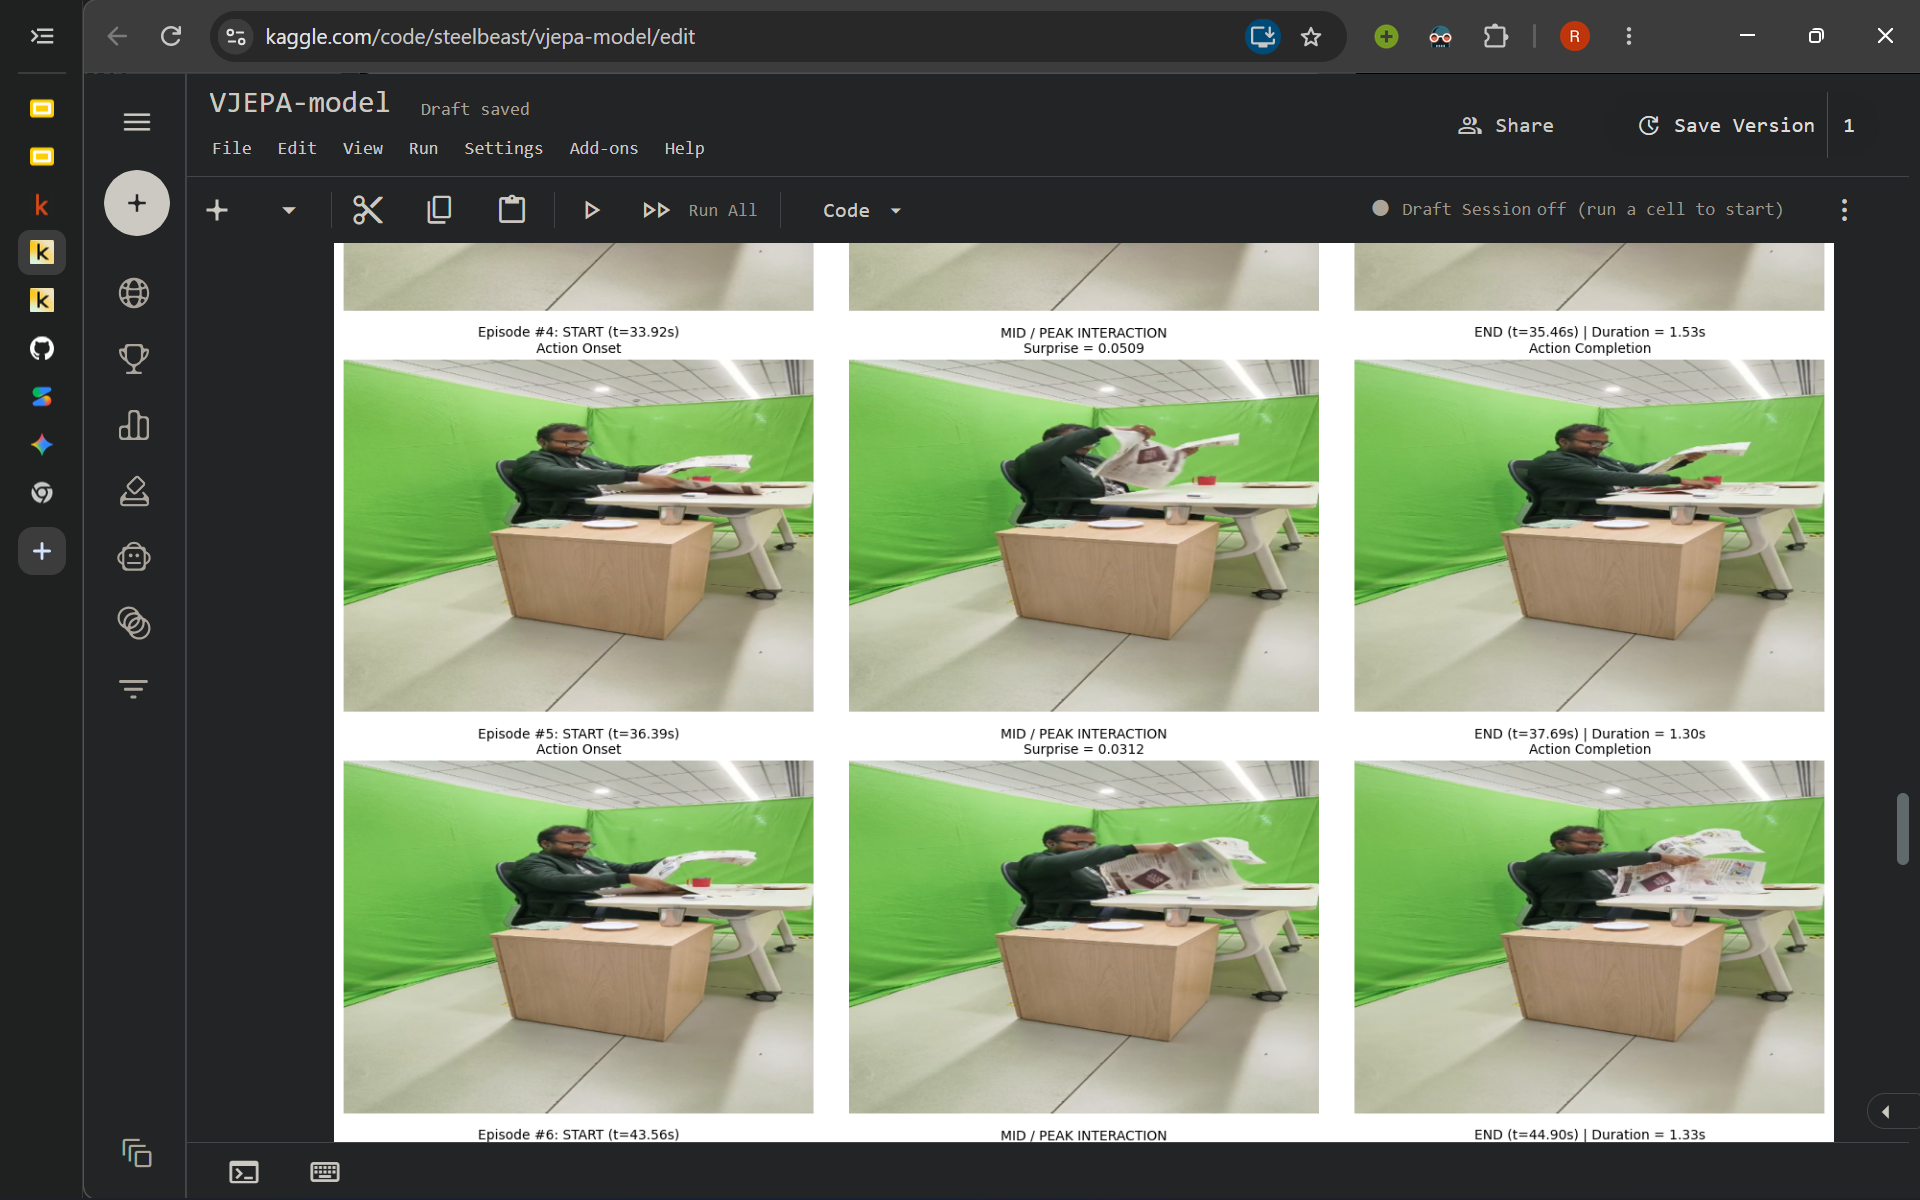 kaggle.com/code/steelbeast/vjepa-model/edit
R
VJEPA-model
Draft saved
File Edit View Run Settings Add-ons Help
Share
Save Version
1
Run All
Code
Draft Session off (run a cell to start)
Episode #4: START (t=33.92s)
Action Onset
MID / PEAK INTERACTION
Surprise = 0.0509
END (t=35.46s) | Duration = 1.53s
Action Completion
Episode #5: START (t=36.39s)
Action Onset
MID / PEAK INTERACTION
Surprise = 0.0312
END (t=37.69s) | Duration = 1.30s
Action Completion
Episode #6: START (t=43.56s)
MID / PEAK INTERACTION
END (t=44.90s) | Duration = 1.33s